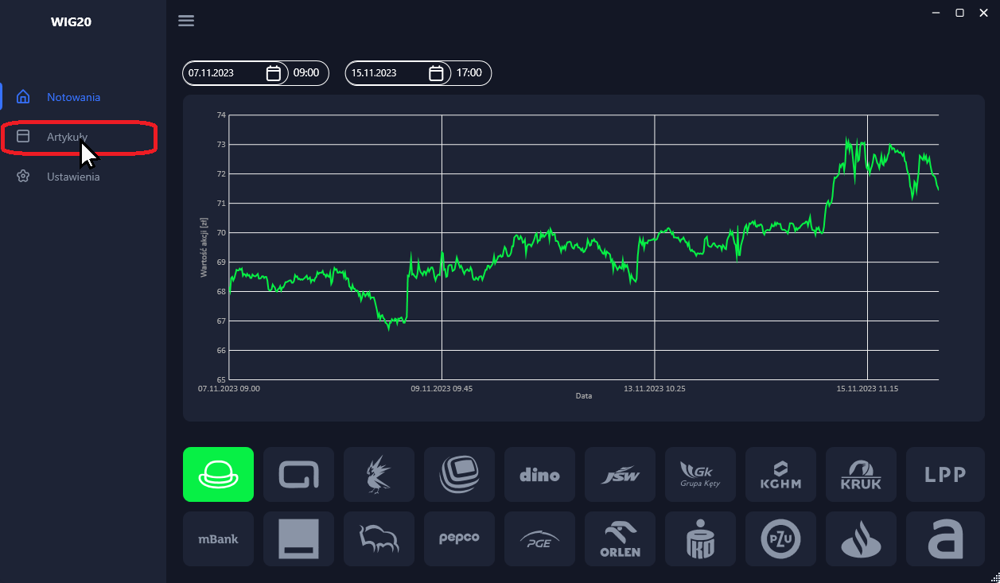 WIG20
Notowania
Artykuły
Ustawienia
07.11.2023 09:00 15.11.2023 17:00
74
73
72
71
70
69
68
67
66
65
Wartość akcji [zł]
07.11.2023 09.00 09.11.2023 09.45 13.11.2023 10.25 15.11.2023 11.15
Data
dino JSW Gk Grupa Kęty KGHM KRUK LPP
mBank pepco PGE ORLEN PKO PZU a